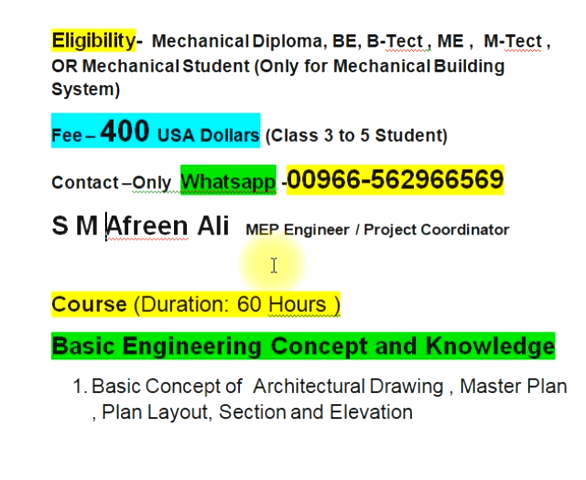 Eligibility- Mechanical Diploma, BE, B-Tect , ME , M-Tect ,
OR Mechanical Student (Only for Mechanical Building
System)
Fee – 400 USA Dollars (Class 3 to 5 Student)
Contact –Only Whatsapp -00966-562966569
S M Afreen Ali MEP Engineer / Project Coordinator
Course (Duration: 60 Hours )
Basic Engineering Concept and Knowledge
1. Basic Concept of Architectural Drawing , Master Plan
, Plan Layout, Section and Elevation